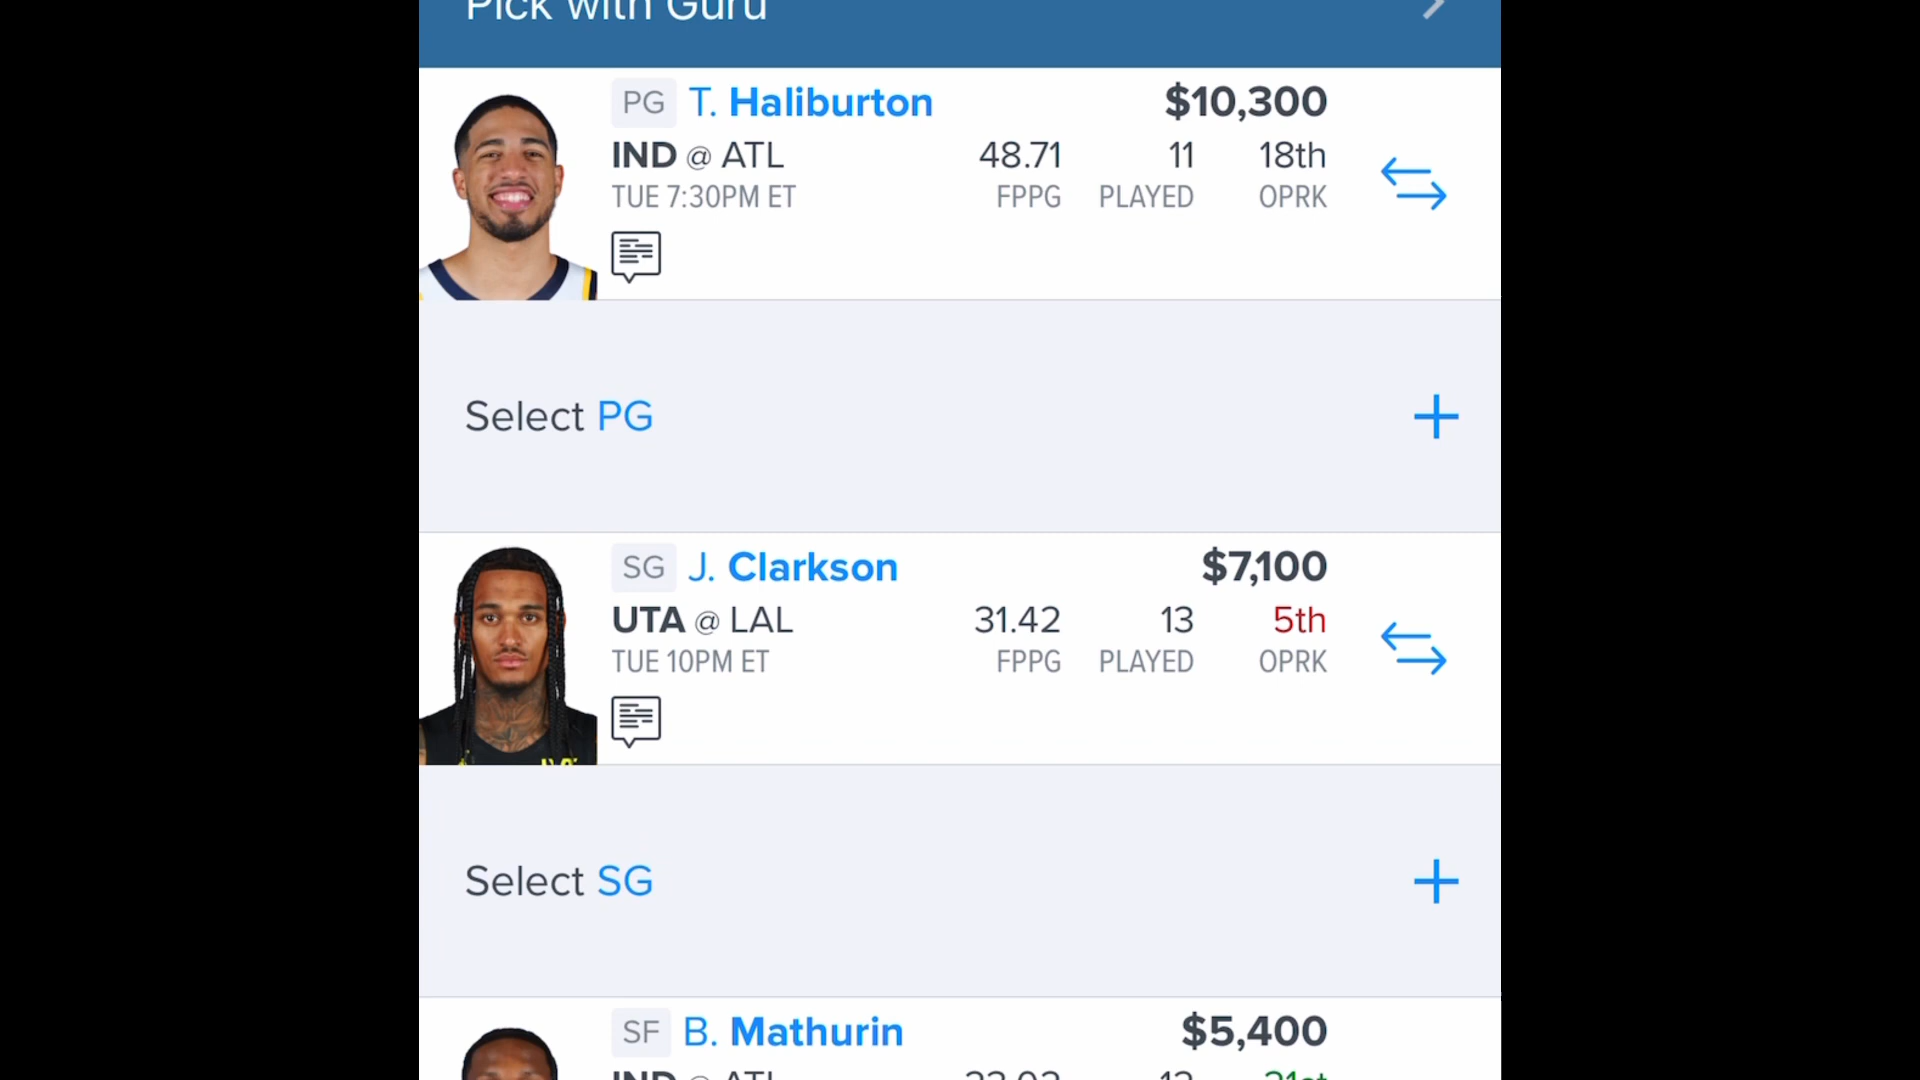 Pick with Guru
PG T. Haliburton $10,300
IND @ ATL 48.71 11 18th
TUE 7:30PM ET FPPG PLAYED OPRK
Select PG
SG J. Clarkson $7,100
UTA @ LAL 31.42 13 5th
TUE 10PM ET FPPG PLAYED OPRK
Select SG
SF B. Mathurin $5,400
IND @ ATL